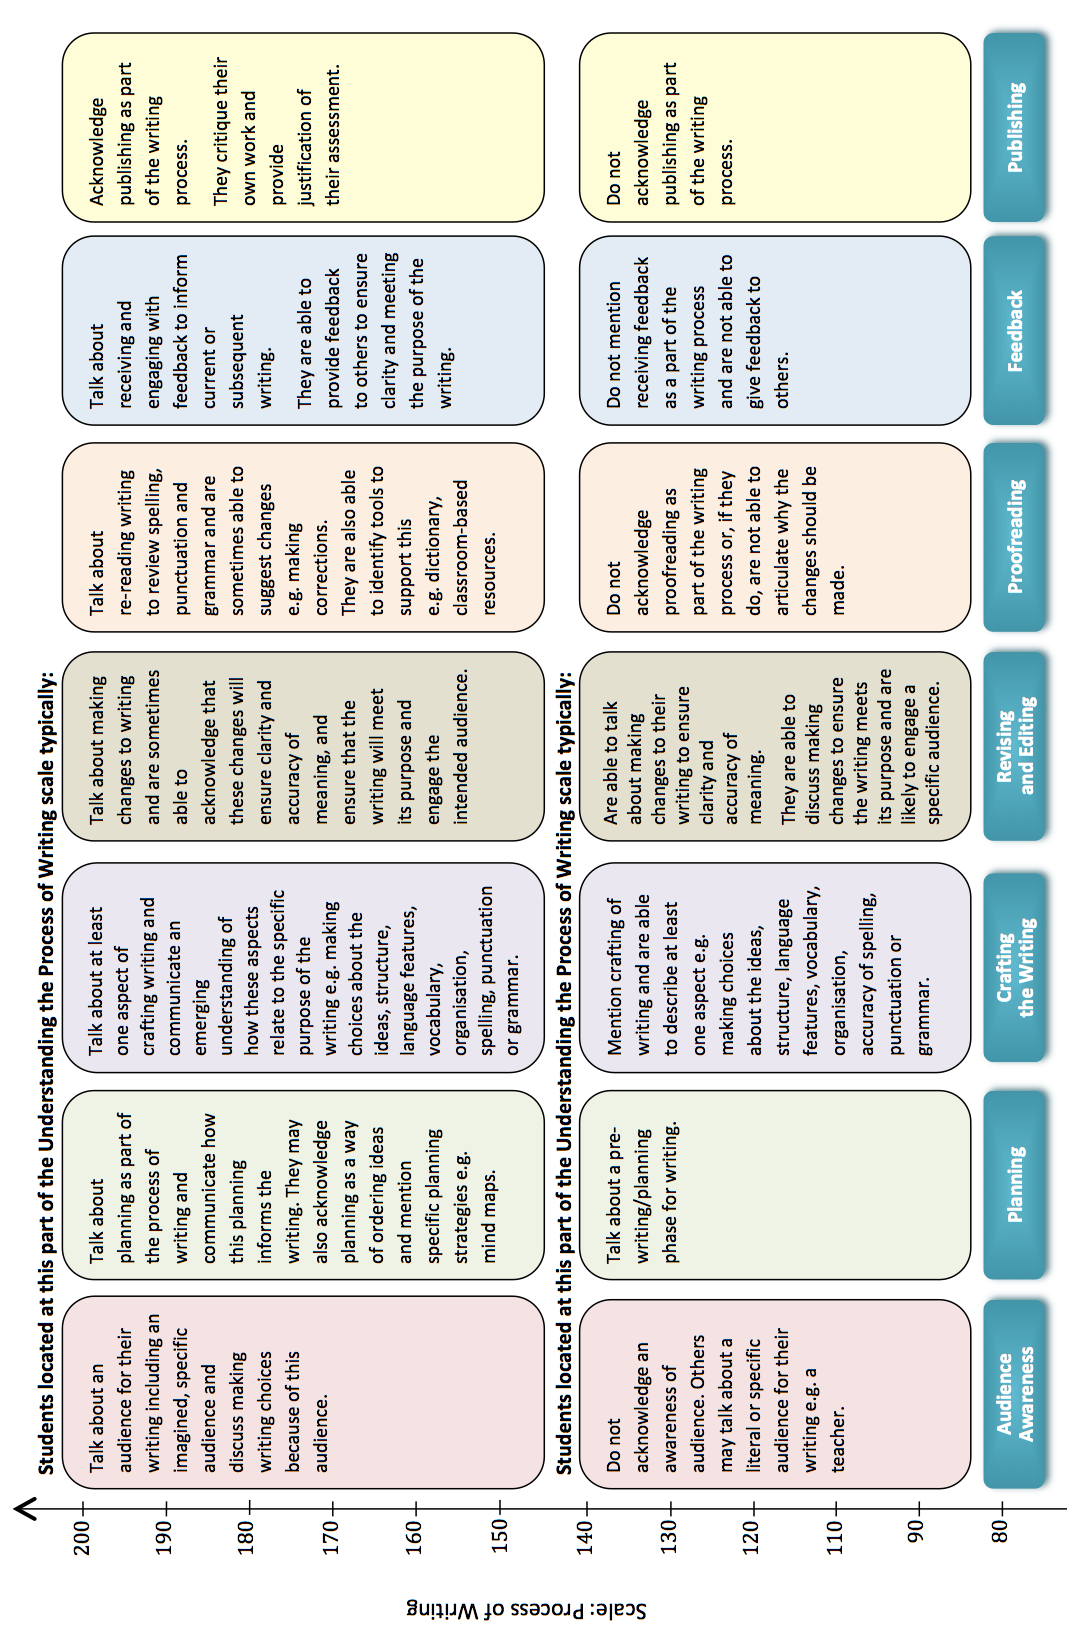 Students located at this part of the Understanding the Process of Writing scale typically:
Talk about an
audience for their
writing including an
imagined, specific
audience and
discuss making
writing choices
because of this
audience.
Talk about
planning as part of
the process of
writing and
communicate how
this planning
informs the
writing. They may
also acknowledge
planning as a way
of ordering ideas
and mention
specific planning
strategies e.g.
mind maps.
Talk about at least
one aspect of
crafting writing and
communicate an
emerging
understanding of
how these aspects
relate to the specific
purpose of the
writing e.g. making
choices about the
ideas, structure,
language features,
vocabulary,
organisation,
spelling, punctuation
or grammar.
Talk about making
changes to writing
and are sometimes
able to
acknowledge that
these changes will
ensure clarity and
accuracy of
meaning, and
ensure that the
writing will meet
its purpose and
engage the
intended audience.
Talk about
re-reading writing
to review spelling,
punctuation and
grammar and are
sometimes able to
suggest changes
e.g. making
corrections.
They are also able
to identify tools to
support this
e.g. dictionary,
classroom-based
resources.
Talk about
receiving and
engaging with
feedback to inform
current or
subsequent
writing.
They are able to
provide feedback
to others to ensure
clarity and meeting
the purpose of the
writing.
Acknowledge
publishing as part
of the writing
process.
They critique their
own work and
provide
justification of
their assessment.
Students located at this part of the Understanding the Process of Writing scale typically:
Do not
acknowledge an
awareness of
audience. Others
may talk about a
literal or specific
audience for their
writing e.g. a
teacher.
Talk about a pre-
writing/planning
phase for writing.
Mention crafting of
writing and are able
to describe at least
one aspect e.g.
making choices
about the ideas,
structure, language
features, vocabulary,
organisation,
accuracy of spelling,
punctuation or
grammar.
Are able to talk
about making
changes to their
writing to ensure
clarity and
accuracy of
meaning.
They are able to
discuss making
changes to ensure
the writing meets
its purpose and are
likely to engage a
specific audience.
Do not
acknowledge
proofreading as
part of the writing
process or, if they
do, are not able to
articulate why the
changes should be
made.
Do not mention
receiving feedback
as a part of the
writing process
and are not able to
give feedback to
others.
Do not
acknowledge
publishing as part
of the writing
process.
Audience
Awareness
Planning
Crafting
the Writing
Revising
and Editing
Proofreading
Feedback
Publishing
200
190
180
170
160
150
140
130
120
110
90
80
Scale: Process of Writing